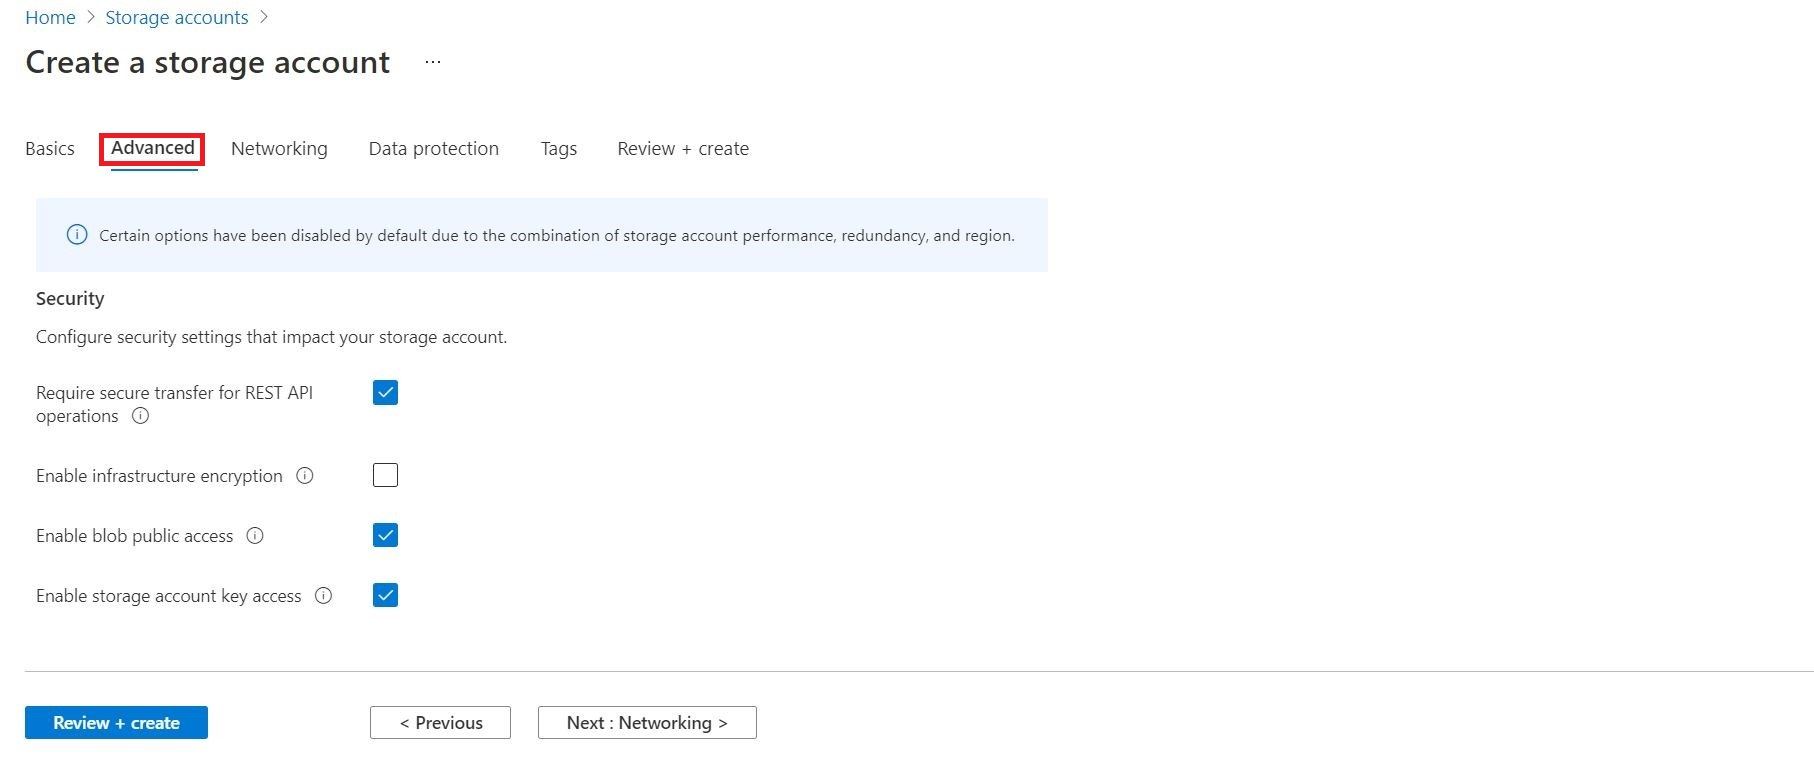 Home > Storage accounts >
Create a storage account ...
Basics Advanced Networking Data protection Tags Review + create
Certain options have been disabled by default due to the combination of storage account performance, redundancy, and region.
Security
Configure security settings that impact your storage account.
Require secure transfer for REST API
operations
Enable infrastructure encryption
Enable blob public access
Enable storage account key access
Review + create < Previous Next : Networking >